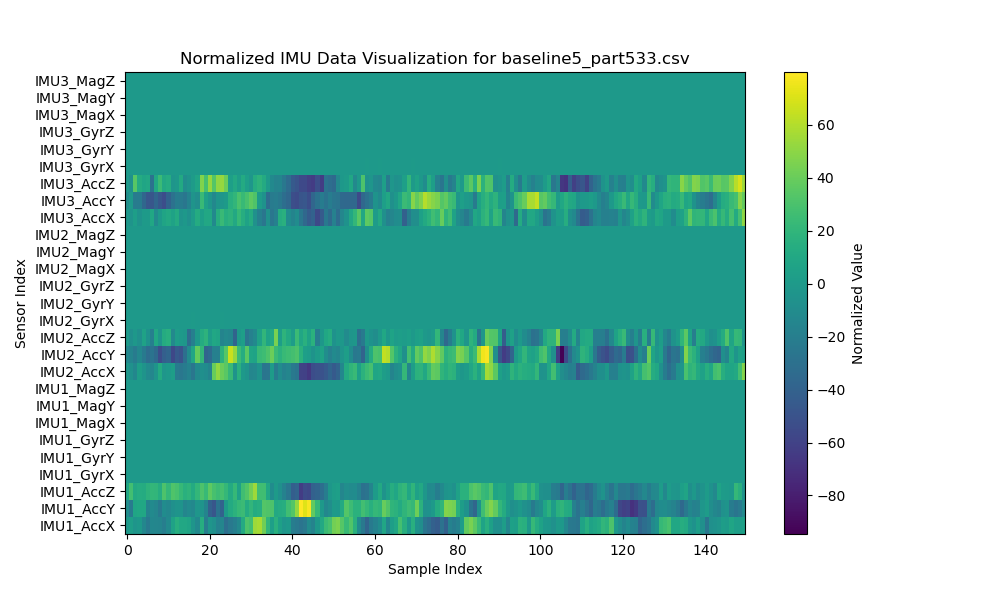 Normalized IMU Data Visualization for baseline5_part533.csv
IMU3_MagZ
IMU3_MagY
IMU3_MagX
IMU3_GyrZ
IMU3_GyrY
IMU3_GyrX
IMU3_AccZ
IMU3_AccY
IMU3_AccX
IMU2_MagZ
IMU2_MagY
IMU2_MagX
IMU2_GyrZ
IMU2_GyrY
IMU2_GyrX
IMU2_AccZ
IMU2_AccY
IMU2_AccX
IMU1_MagZ
IMU1_MagY
IMU1_MagX
IMU1_GyrZ
IMU1_GyrY
IMU1_GyrX
IMU1_AccZ
IMU1_AccY
IMU1_AccX
Sensor Index
0 20 40 60 80 100 120 140
Sample Index
60
40
20
0
−20
−40
−60
−80
Normalized Value